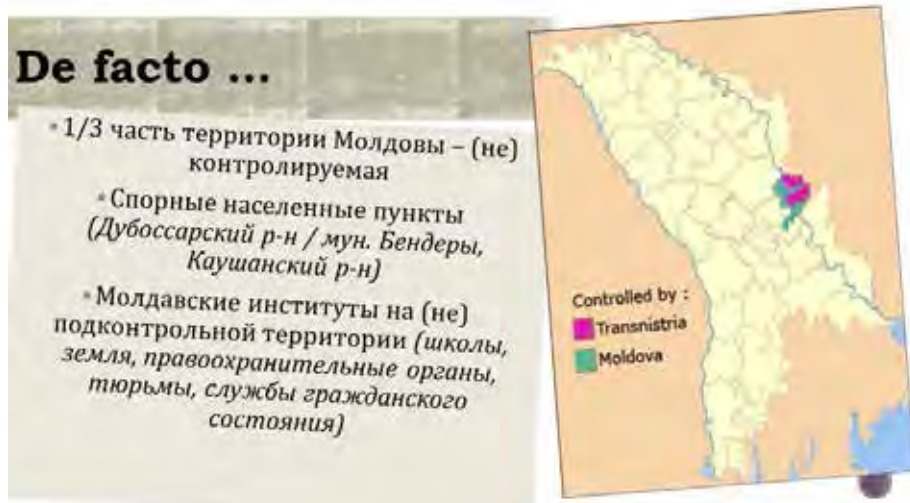 De facto ...
1/3 часть территории Молдовы – (не)
контролируемая
Спорные населенные пункты
(Дубоссарский р-н / мун. Бендеры,
Каушанский р-н)
Молдавские институты на (не)
подконтрольной территории (школы,
земля, правоохранительные органы,
тюрьмы, службы гражданского
состояния)
Controlled by :
Transnistria
Moldova